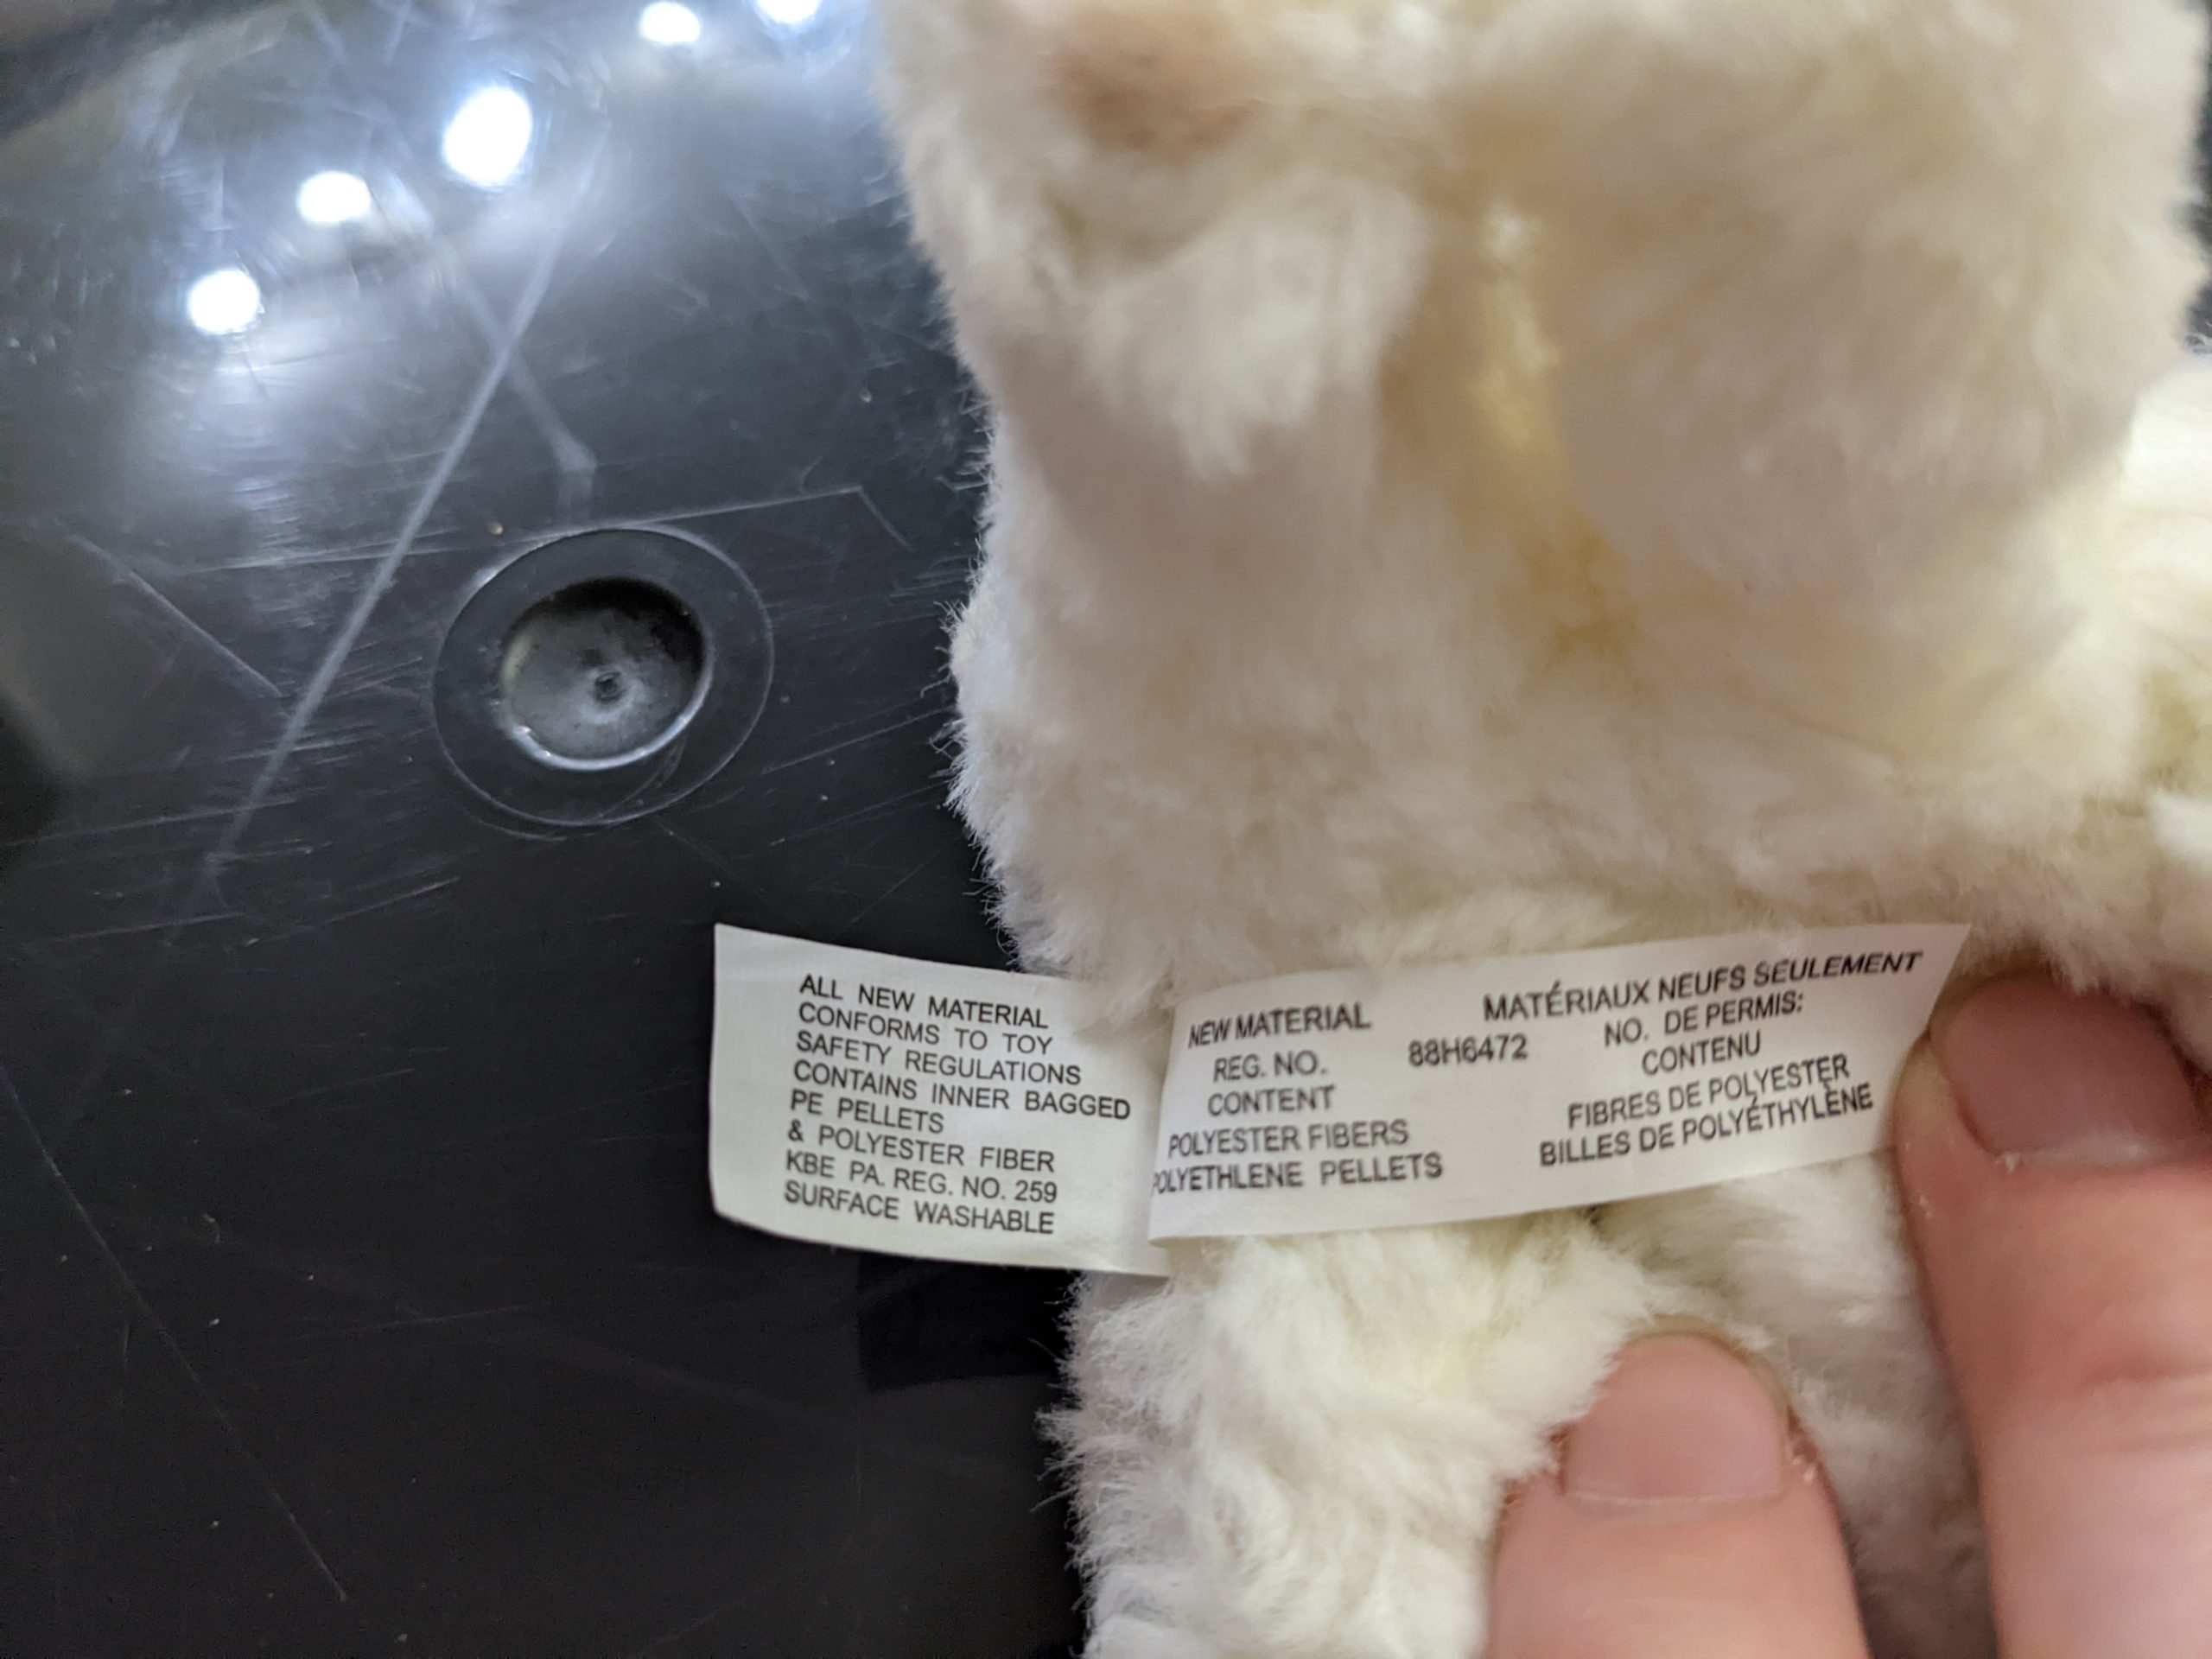 ALL NEW MATERIAL
CONFORMS TO TOY
SAFETY REGULATIONS
CONTAINS INNER BAGGED
PE PELLETS
& POLYESTER FIBER
KBE PA. REG. NO. 259
SURFACE WASHABLE
NEW MATERIAL
REG. NO.
CONTENT
POLYESTER FIBERS
POLYETHLENE PELLETS
88H6472
MATÉRIAUX NEUFS SEULEMENT
NO. DE PERMIS:
CONTENU
FIBRES DE POLYESTER
BILLES DE POLYÉTHYLÈNE